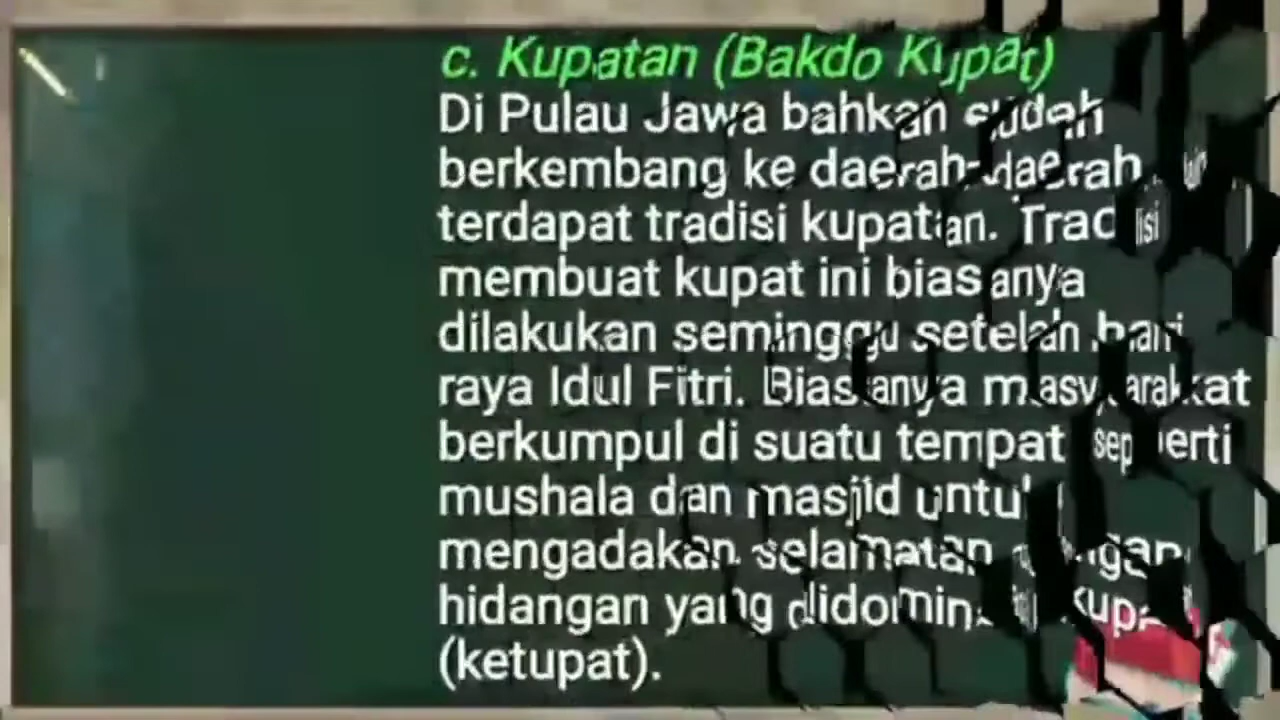 c. Kupatan (Bakdo Kupat)
Di Pulau Jawa bahkan sudah
berkembang ke daerah-daerah
terdapat tradisi kupatan. Tradisi
membuat kupat ini biasanya
dilakukan seminggu setelah hari
raya Idul Fitri. Biasanya masyarakat
berkumpul di suatu tempat seperti
mushala dan masjid untuk
mengadakan selamatan dengan
hidangan yang didominasi kupat
(ketupat).